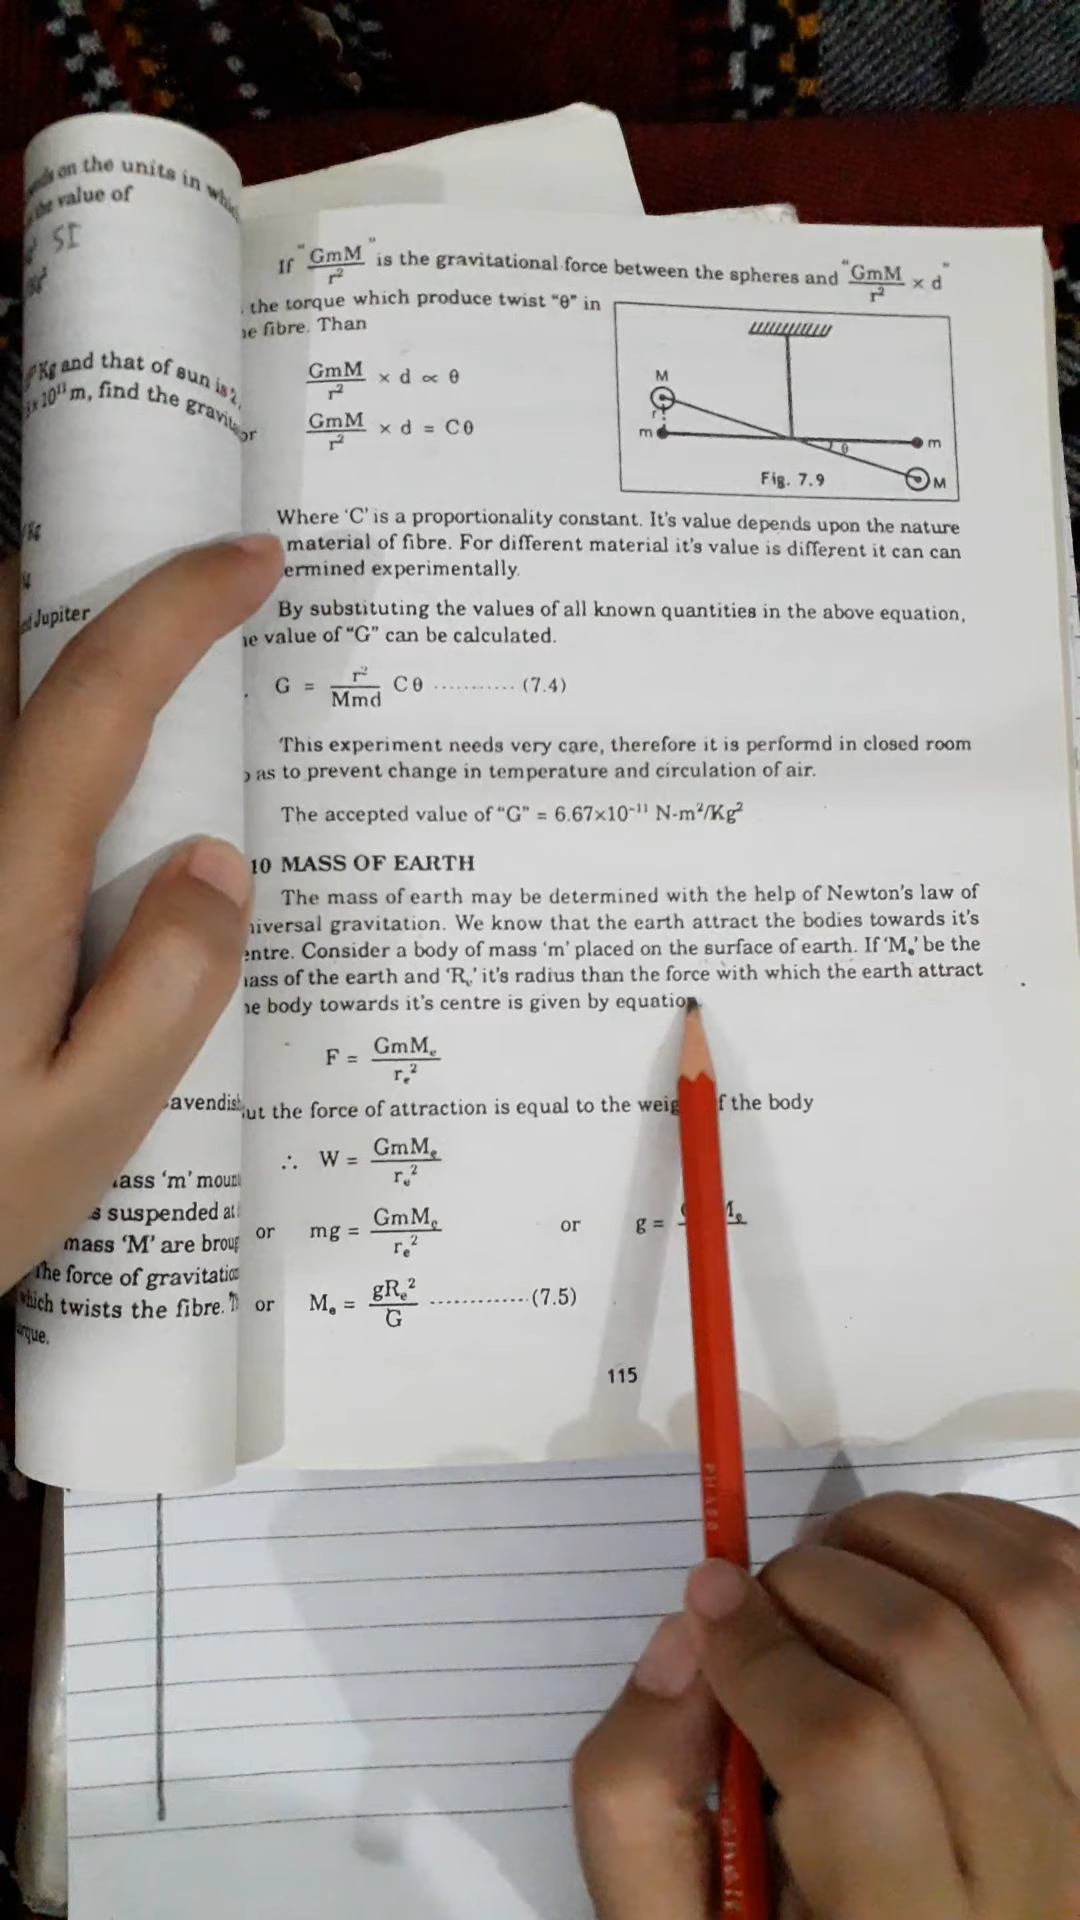 on the units in
the value of
SI
Kg and that of sun is 2
10¹¹ m, find the
Kg
Jupiter
avendish
ass ‘m’ mou
s suspended at
mass ‘M’ are broug
The force of gravitatio
which twists the fibre.
rque.
If "GmM/r²" is the gravitational force between the spheres and "GmM/r² × d"
the torque which produce twist “θ” in
e fibre. Than
GmM/r² × d ∝ θ
or GmM/r² × d = Cθ
M
r
m
θ
m
M
Fig. 7.9
Where ‘C’ is a proportionality constant. It’s value depends upon the nature
material of fibre. For different material it’s value is different it can can
ermined experimentally.
By substituting the values of all known quantities in the above equation,
e value of “G” can be calculated.
G = r²/Mmd Cθ ........... (7.4)
This experiment needs very care, therefore it is performd in closed room
as to prevent change in temperature and circulation of air.
The accepted value of “G” = 6.67×10⁻¹¹ N-m²/Kg²
10 MASS OF EARTH
The mass of earth may be determined with the help of Newton’s law of
niversal gravitation. We know that the earth attract the bodies towards it’s
entre. Consider a body of mass ‘m’ placed on the surface of earth. If ‘Mₑ’ be the
ass of the earth and ‘Rₑ’ it’s radius than the force with which the earth attract
e body towards it’s centre is given by equation.
F = GmMₑ/rₑ²
ut the force of attraction is equal to the weig f the body
∴ W = GmMₑ/rₑ²
or mg = GmMₑ/rₑ² or g =
or Mₑ = gRₑ²/G ............ (7.5)
115